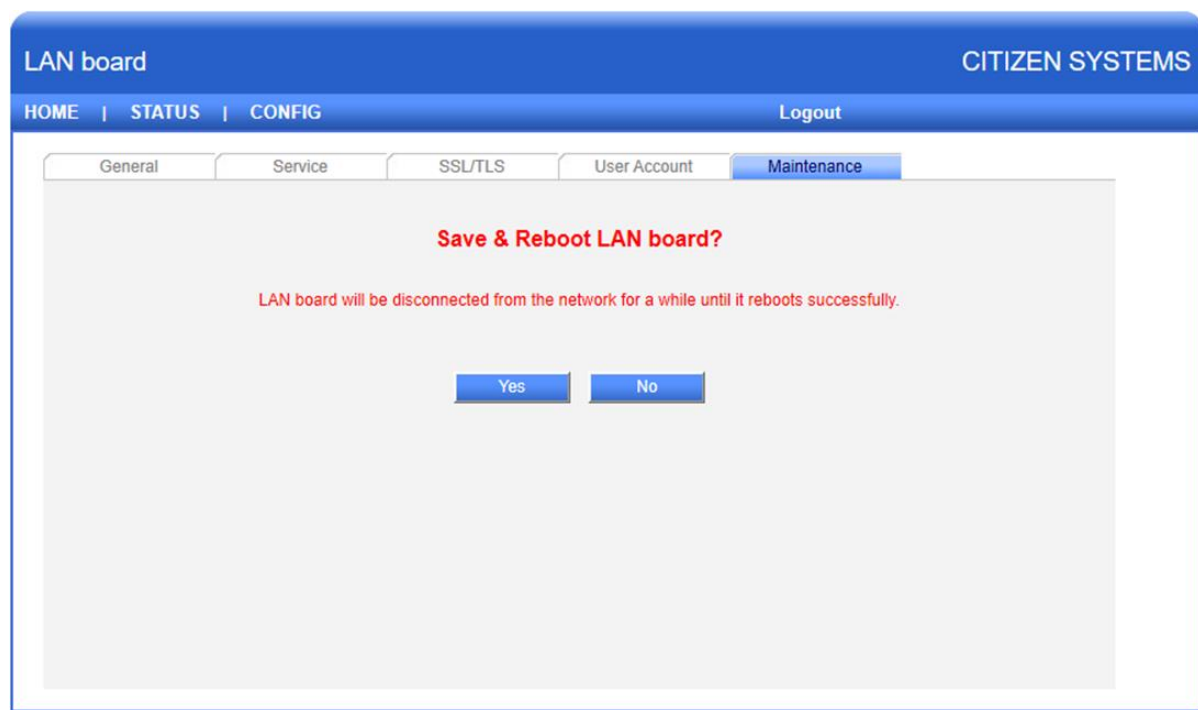 LAN board
CITIZEN SYSTEMS
HOME | STATUS | CONFIG
Logout
General
Service
SSL/TLS
User Account
Maintenance
Save & Reboot LAN board?
LAN board will be disconnected from the network for a while until it reboots successfully.
Yes
No